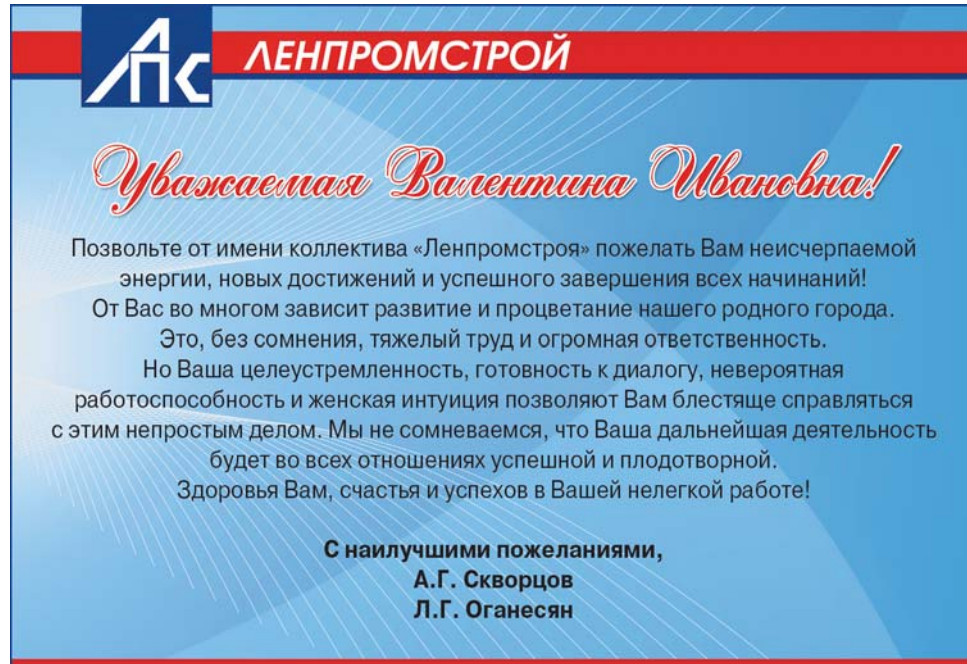 ЛПС ЛЕНПРОМСТРОЙ
Уважаемая Валентина Ивановна!
Позвольте от имени коллектива «Ленпромстроя» пожелать Вам неисчерпаемой
энергии, новых достижений и успешного завершения всех начинаний!
От Вас во многом зависит развитие и процветание нашего родного города.
Это, без сомнения, тяжелый труд и огромная ответственность.
Но Ваша целеустремленность, готовность к диалогу, невероятная
работоспособность и женская интуиция позволяют Вам блестяще справляться
с этим непростым делом. Мы не сомневаемся, что Ваша дальнейшая деятельность
будет во всех отношениях успешной и плодотворной.
Здоровья Вам, счастья и успехов в Вашей нелегкой работе!
С наилучшими пожеланиями,
А.Г. Скворцов
Л.Г. Оганесян